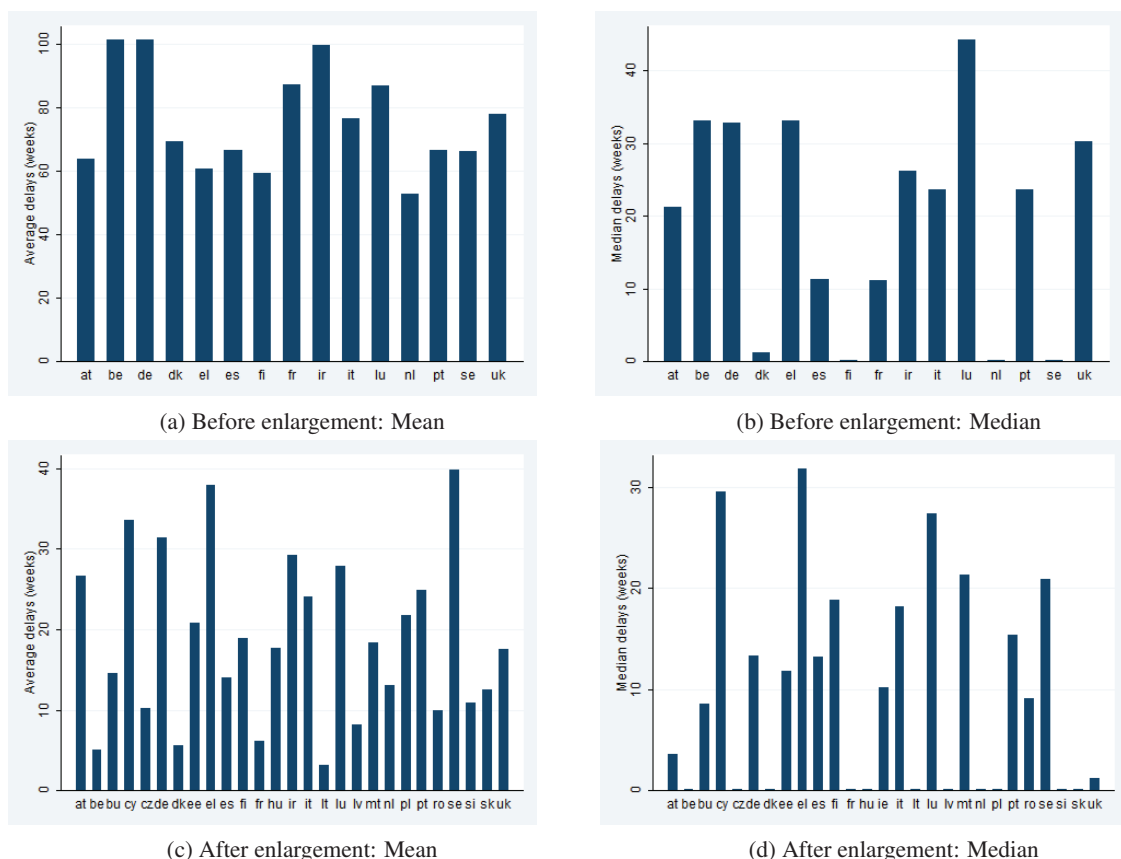 Average delays (weeks)
100
80
60
40
20
0
at be de dk el es fi fr ir it lu nl pt se uk
(a) Before enlargement: Mean
Median delays (weeks)
40
30
20
10
0
at be de dk el es fi fr ir it lu nl pt se uk
(b) Before enlargement: Median
Average delays (weeks)
40
30
20
10
0
at be bu cy cz de dk ee el es fi fr hu ir it lt lu lv mt nl pl pt ro se si sk uk
(c) After enlargement: Mean
Median delays (weeks)
30
20
10
0
at be bu cy cz de dk ee el es fi fr hu ie it lt lu lv mt nl pl pt ro se si sk uk
(d) After enlargement: Median